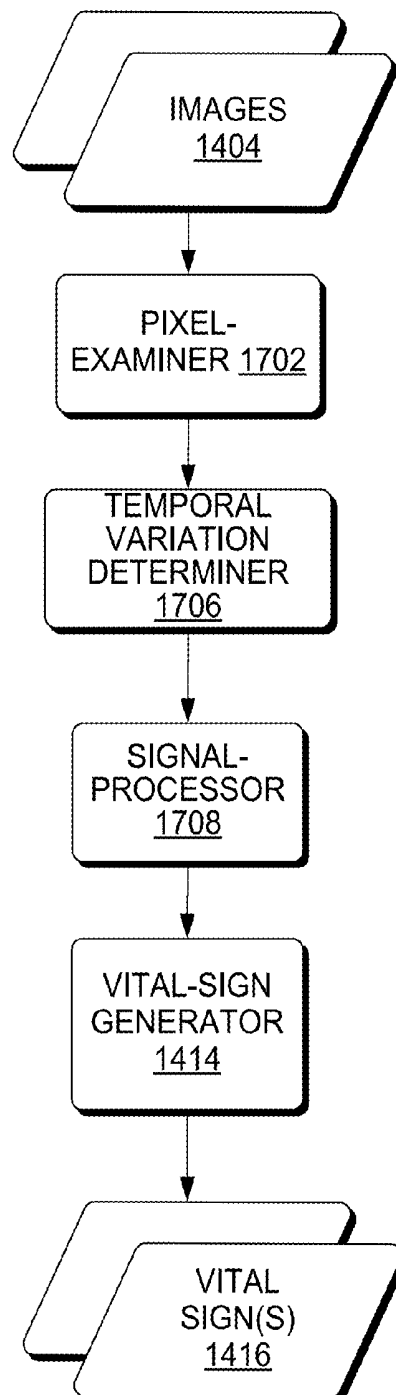 IMAGES
1404
PIXEL-
EXAMINER 1702
TEMPORAL
VARIATION
DETERMINER
1706
SIGNAL-
PROCESSOR
1708
VITAL-SIGN
GENERATOR
1414
VITAL
SIGN(S)
1416